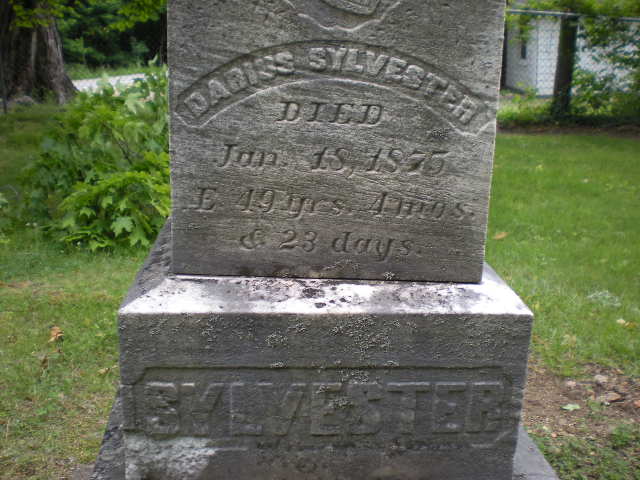 DARIUS SYLVESTER
DIED
Jan. 18, 1875
Æ 49 yrs. 4 mos.
& 23 days.
SYLVESTER